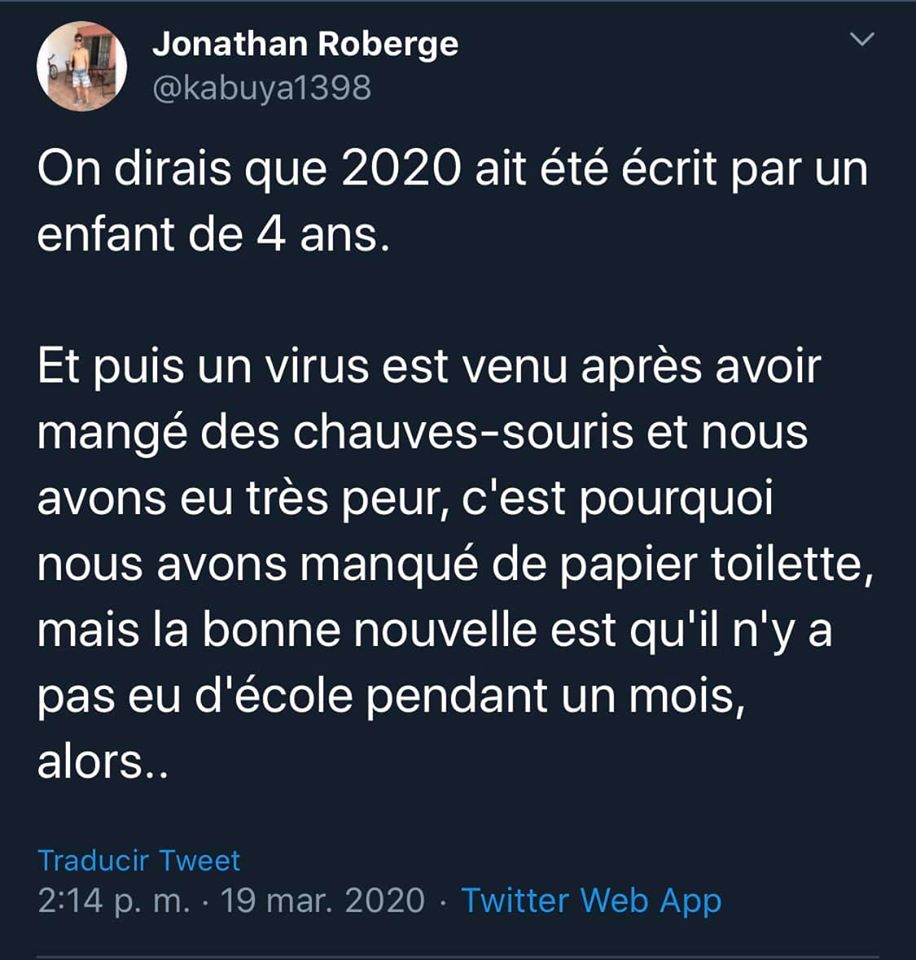 Jonathan Roberge
@kabuya1398
On dirais que 2020 ait été écrit par un
enfant de 4 ans.
Et puis un virus est venu après avoir
mangé des chauves-souris et nous
avons eu très peur, c'est pourquoi
nous avons manqué de papier toilette,
mais la bonne nouvelle est qu'il n'y a
pas eu d'école pendant un mois,
alors..
Traducir Tweet
2:14 p. m. · 19 mar. 2020 · Twitter Web App